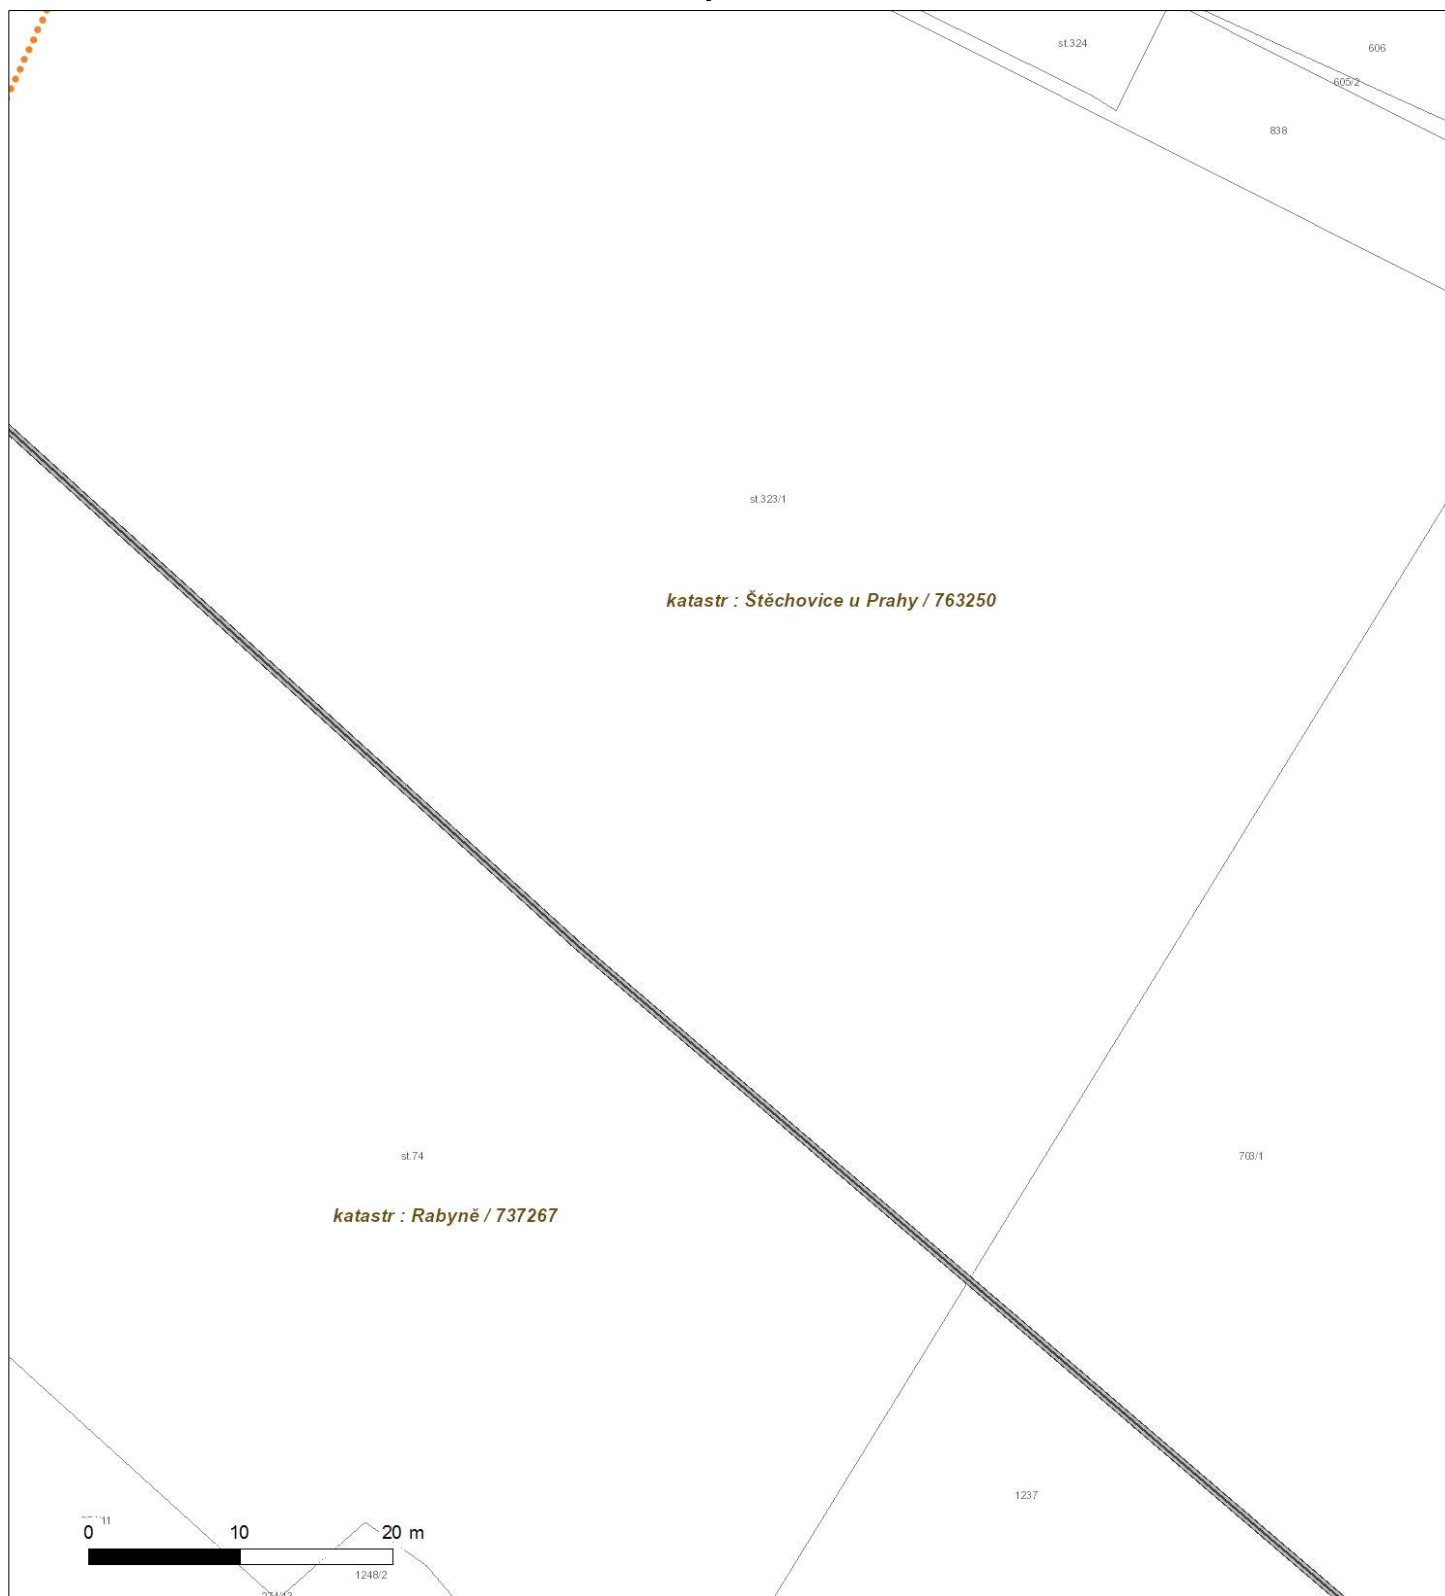 st.324
606
605/2
838
st.323/1
katastr : Štěchovice u Prahy / 763250
st.74
703/1
katastr : Rabyně / 737267
1237
0 10 20 m
1248/2